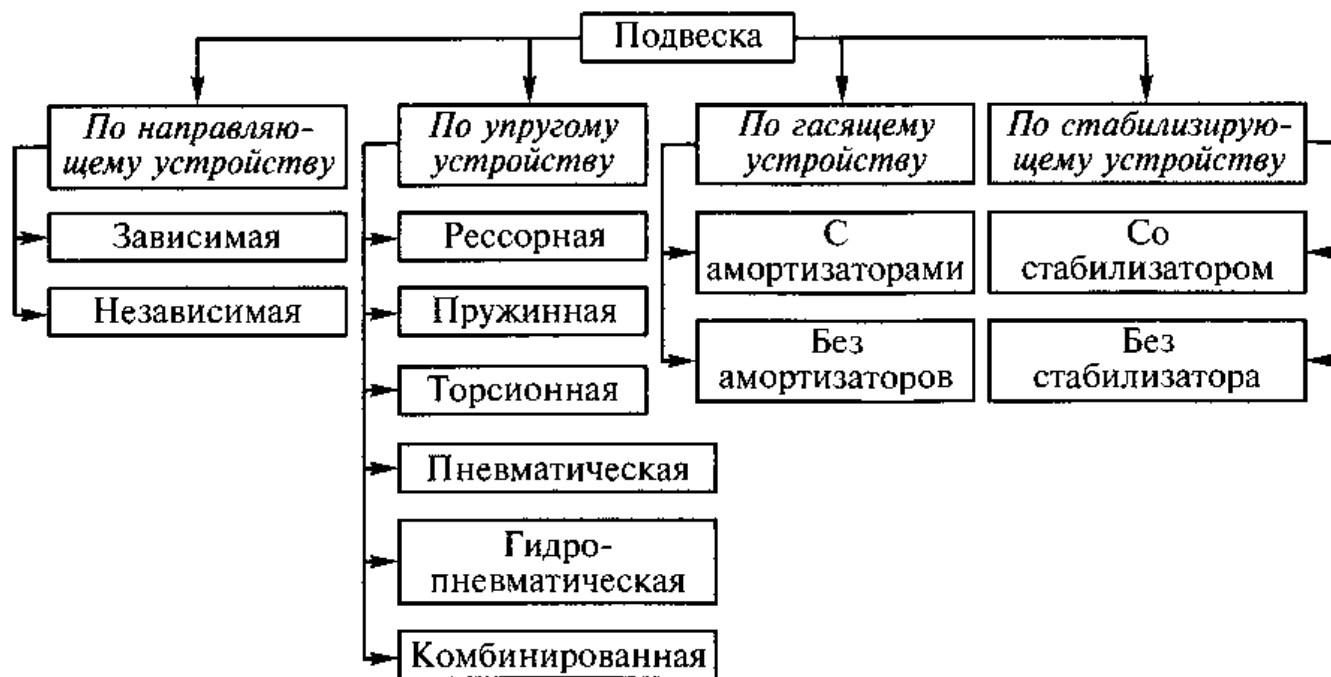 Подвеска
По направляю-
щему устройству
Зависимая
Независимая
По упругому
устройству
Рессорная
Пружинная
Торсионная
Пневматическая
Гидро-
пневматическая
Комбинированная
По гасящему
устройству
С
амортизаторами
Без
амортизаторов
По стабилизирую-
щему устройству
Со
стабилизатором
Без
стабилизатора